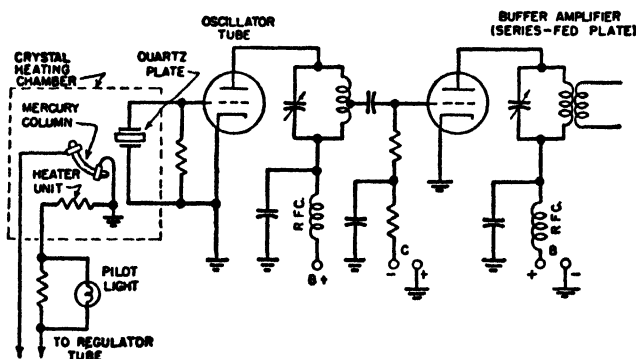 OSCILLATOR
TUBE
BUFFER AMPLIFIER
(SERIES-FED PLATE)
CRYSTAL
HEATING
CHAMBER
QUARTZ
PLATE
MERCURY
COLUMN
HEATER
UNIT
PILOT
LIGHT
TO REGULATOR
TUBE
R.F.C.
B+
C
-
+
R.F.C.
B
+
-